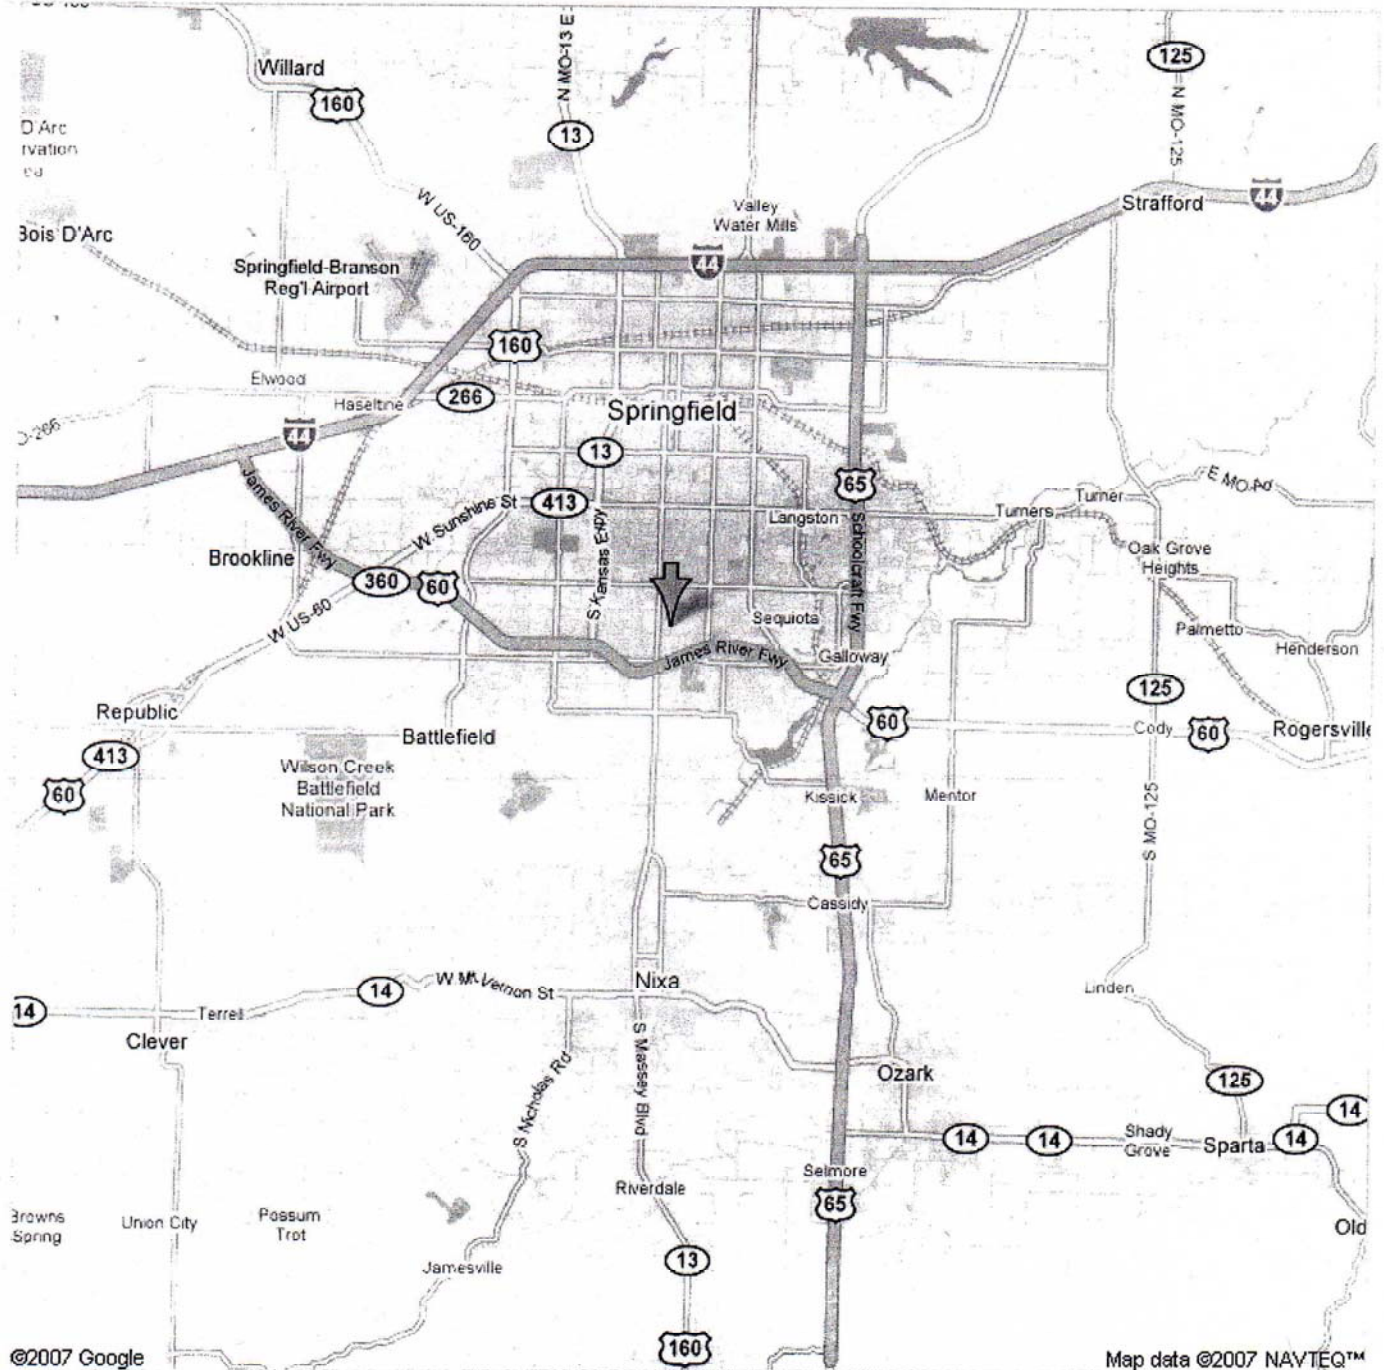 Willard
160
N MO-13 E
13
125
N MO-125
D'Arc
rvation
ea
W US-160
Valley
Water Mills
Strafford
44
Bois D'Arc
Springfield-Branson
Reg'l Airport
44
160
Elwood
Haseltine
266
Springfield
44
13
65
James River Fwy
W Sunshine St
413
S Kansas Expy
Langston
Schoolcraft Fwy
Turners
Turner
E MO-Ad
Brookline
360
60
Oak Grove
Heights
W US-60
Sequiota
Palmetto
James River Fwy
Galloway
Henderson
125
Republic
Battlefield
60
Cody
60
Rogersville
413
60
Wilson Creek
Battlefield
National Park
Kissick
Mentor
S MO-125
65
Cassidy
14
W Mt Vernon St
Nixa
Linden
14
Terrell
Clever
S Nicholas Rd
S Massey Blvd
Ozark
125
14
14
14
Shady
Grove
Sparta
14
Selmore
65
Riverdale
Browns
Spring
Union City
Possum
Trot
Old
Jamesville
13
160
©2007 Google
Map data ©2007 NAVTEQ™